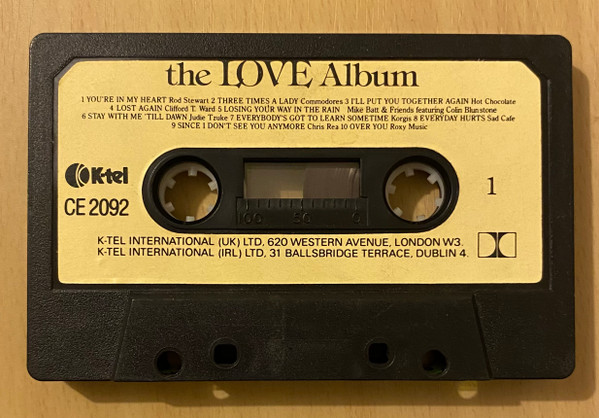 the LOVE Album
1 YOU'RE IN MY HEART Rod Stewart 2 THREE TIMES A LADY Commodores 3 I'LL PUT YOU TOGETHER AGAIN Hot Chocolate
4 LOST AGAIN Clifford T. Ward 5 LOSING YOUR WAY IN THE RAIN Mike Batt & Friends featuring Colin Blunstone
6 STAY WITH ME 'TILL DAWN Judie Tzuke 7 EVERYBODY'S GOT TO LEARN SOMETIME Korgis 8 EVERYDAY HURTS Sad Cafe
9 SINCE I DON'T SEE YOU ANYMORE Chris Rea 10 OVER YOU Roxy Music
K-tel
CE 2092
1
100 50 0
K-TEL INTERNATIONAL (UK) LTD, 620 WESTERN AVENUE, LONDON W3.
K-TEL INTERNATIONAL (IRL) LTD, 31 BALLSBRIDGE TERRACE, DUBLIN 4.